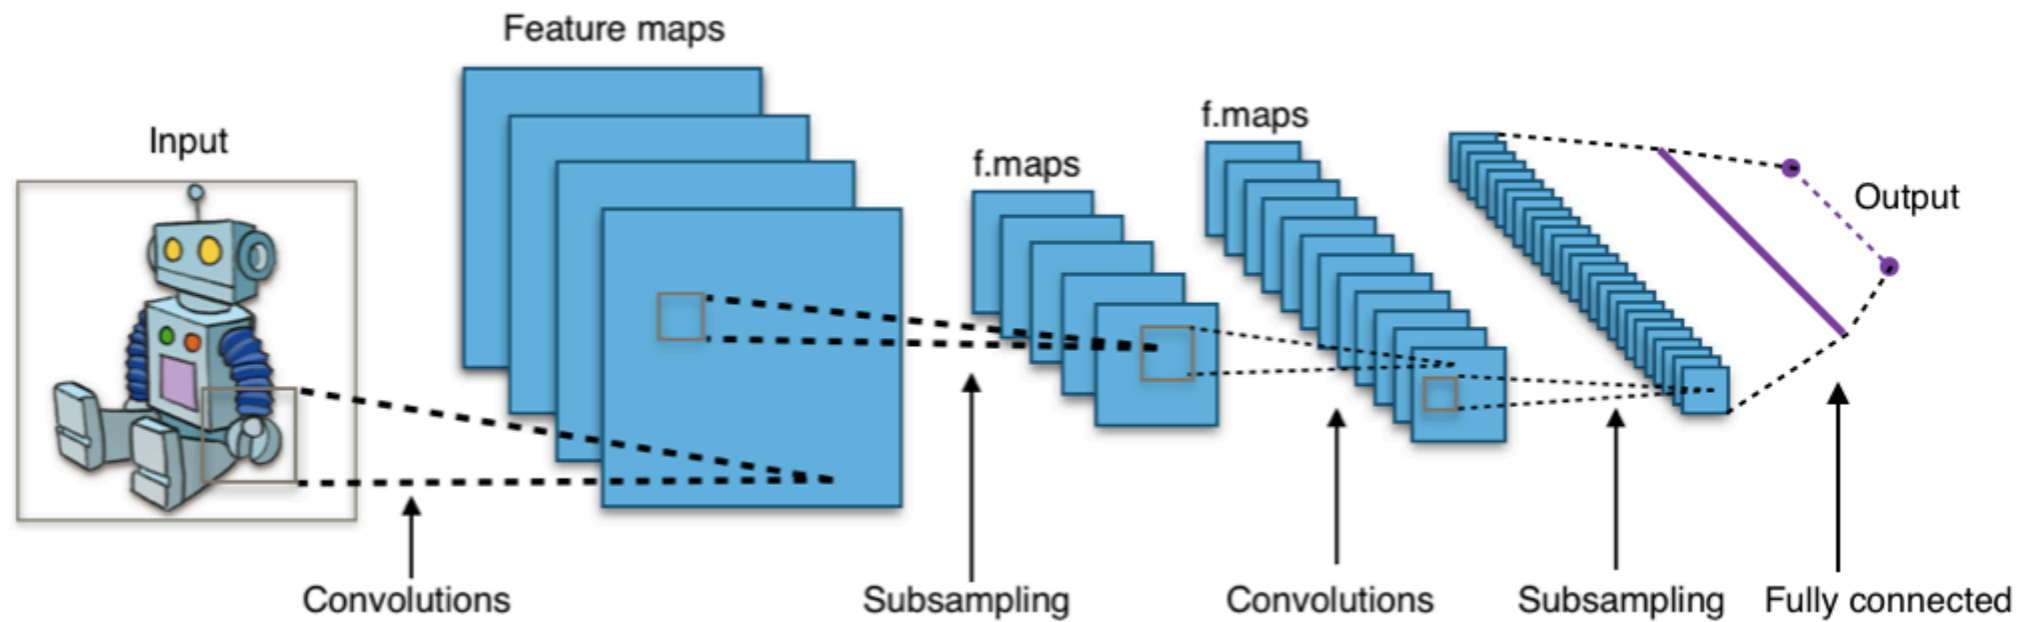 Feature maps
Input
f.maps
f.maps
Output
Convolutions
Subsampling
Convolutions
Subsampling
Fully connected